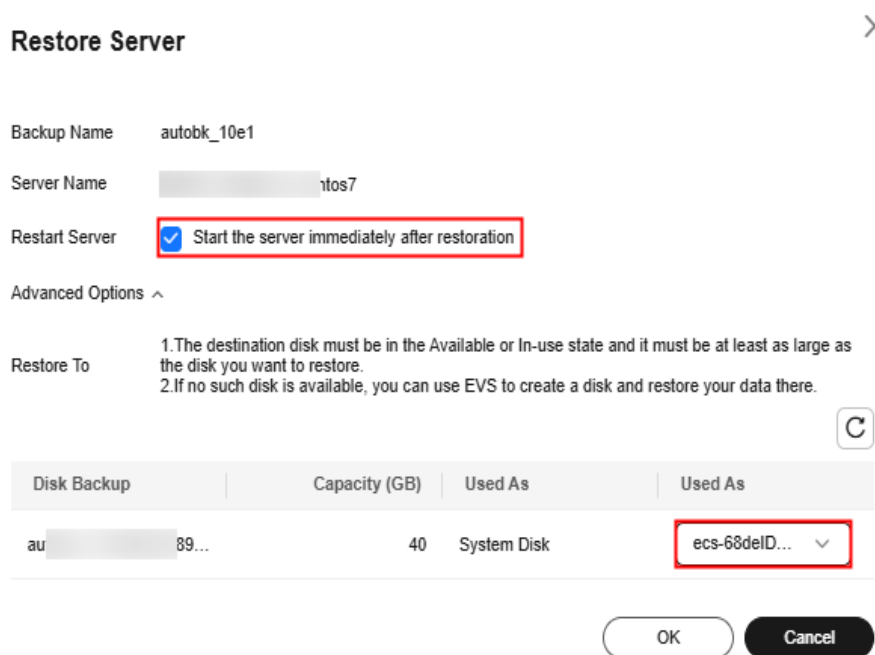 Restore Server
Backup Name autobk_10e1
Server Name ntos7
Restart Server Start the server immediately after restoration
Advanced Options
Restore To
1.The destination disk must be in the Available or In-use state and it must be at least as large as
the disk you want to restore.
2.If no such disk is available, you can use EVS to create a disk and restore your data there.
Disk Backup Capacity (GB) Used As Used As
au 89... 40 System Disk ecs-68delD...
OK Cancel